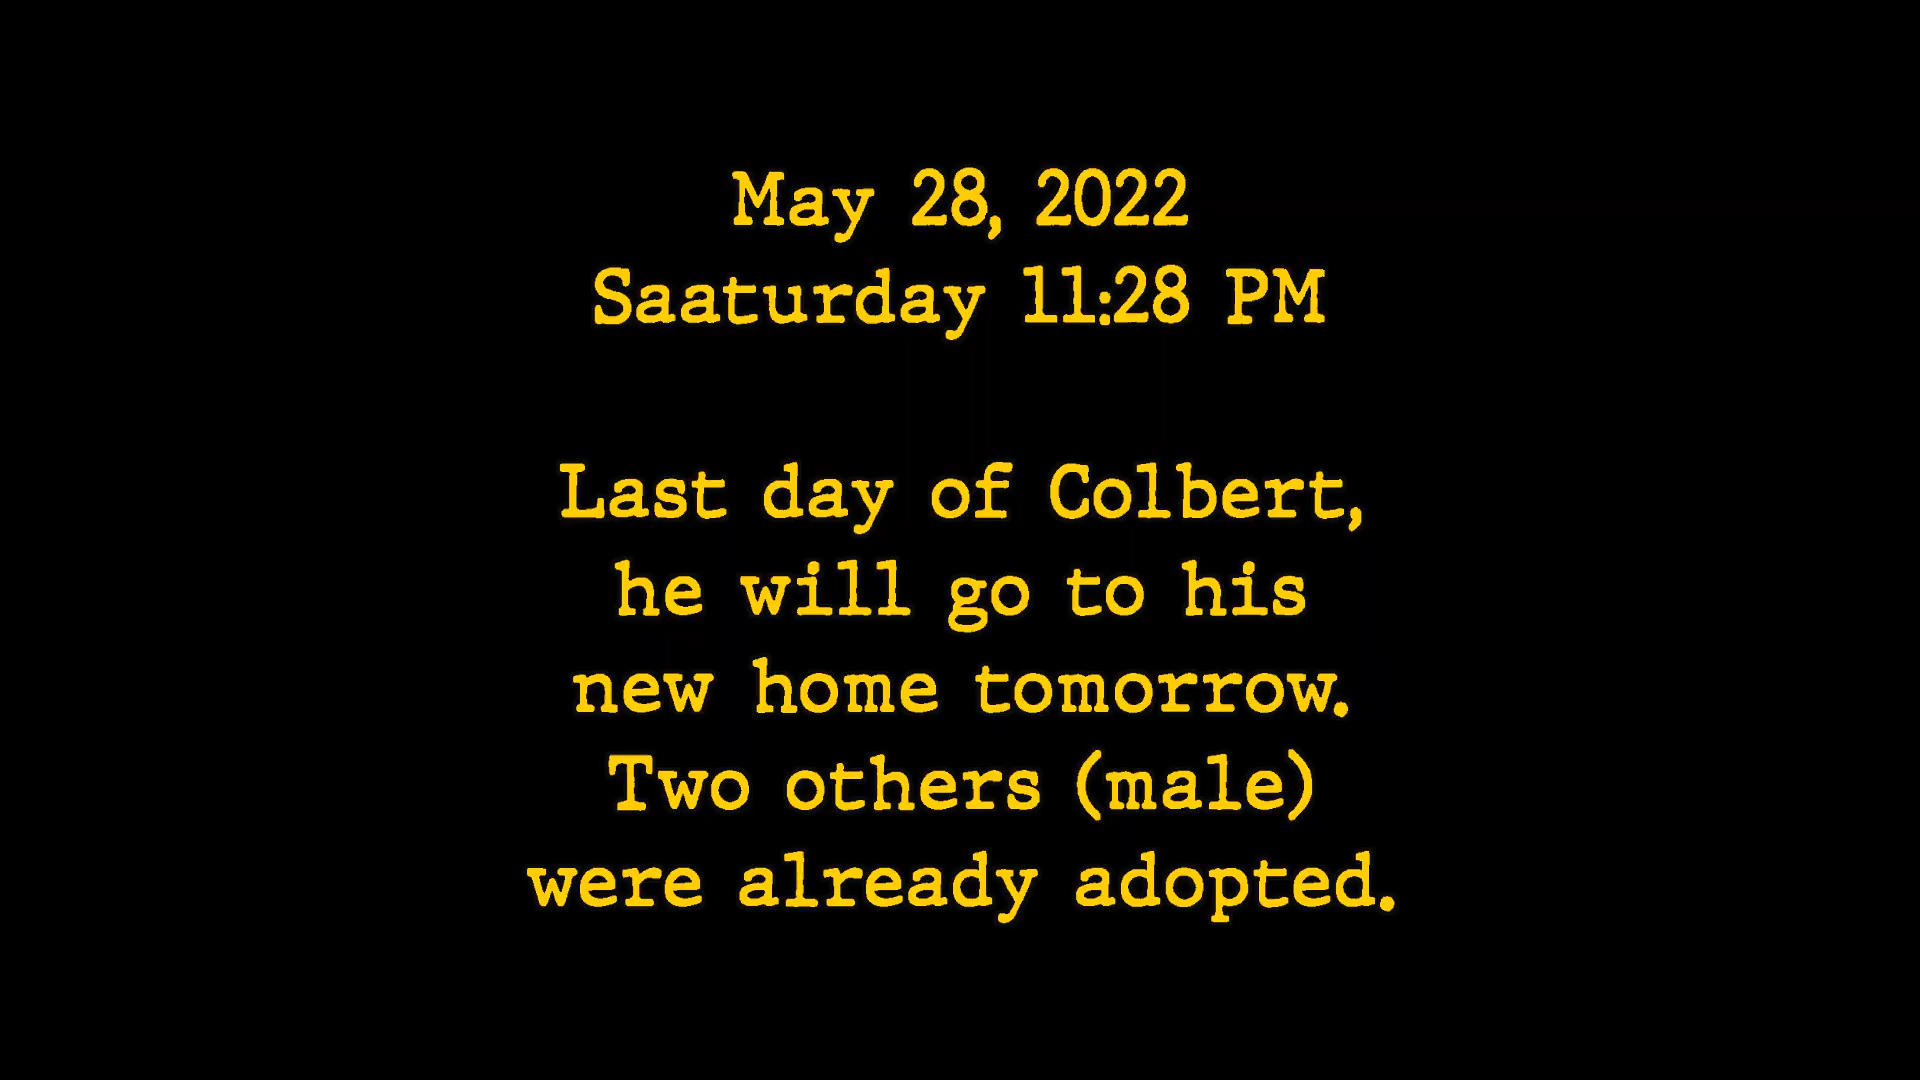 May 28, 2022
Saaturday 11:28 PM
Last day of Colbert,
he will go to his
new home tomorrow.
Two others (male)
were already adopted.